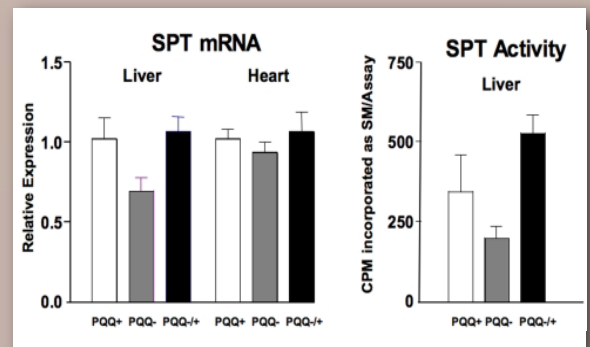 SPT mRNA
Liver Heart
Relative Expression
1.5
1.0
0.5
0.0
PQQ+ PQQ- PQQ-/+ PQQ+ PQQ- PQQ-/+
SPT Activity
Liver
CPM incorporated as SM/Assay
750
500
250
0
PQQ+ PQQ- PQQ-/+